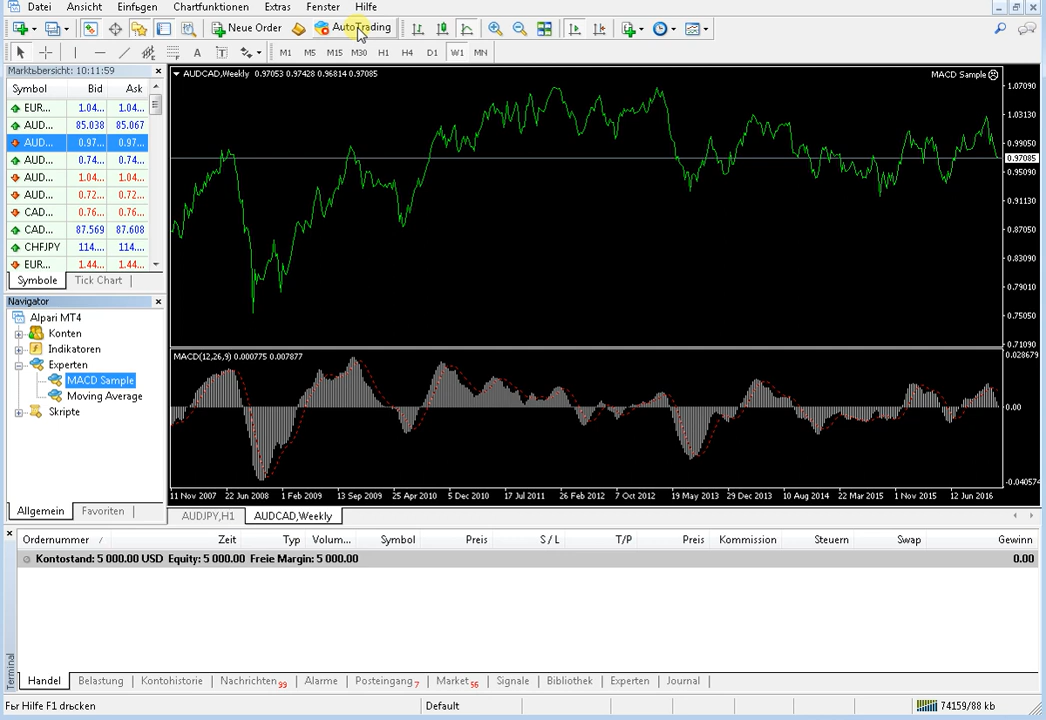 Datei Ansicht Einfьgen Chartfunktionen Extras Fenster Hilfe
New Order AutoTrading
A T M1 M5 M15 M30 H1 H4 D1 W1 MN
Marktьbersicht: 10:11:59
Symbol Bid Ask
EUR... 1.04... 1.04...
AUD... 85.038 85.067
AUD... 0.97... 0.97...
AUD... 0.74... 0.74...
AUD... 1.04... 1.04...
AUD... 0.72... 0.72...
CAD... 0.76... 0.76...
CAD... 87.569 87.608
CHFJPY 114.... 114....
EUR... 1.44... 1.44...
Symbole Tick Chart
Navigator
Alpari MT4
Konten
Indikatoren
Experten
MACD Sample
Moving Average
Skripte
Allgemein Favoriten
AUDCAD,Weekly 0.97053 0.97428 0.96814 0.97085
MACD Sample
1.07090
1.03130
0.99050
0.97085
0.95090
0.91130
0.87050
0.83090
0.79010
0.75050
0.71090
MACD(12,26,9) 0.000775 0.007877
0.028679
0.00
-0.040574
11 Nov 2007 22 Jun 2008 1 Feb 2009 13 Sep 2009 25 Apr 2010 5 Dec 2010 17 Jul 2011 26 Feb 2012 7 Oct 2012 19 May 2013 29 Dec 2013 10 Aug 2014 22 Mar 2015 1 Nov 2015 12 Jun 2016
AUDJPY,H1 AUDCAD,Weekly
Ordernummer / Zeit Typ Volum... Symbol Preis S / L T / P Preis Kommission Steuern Swap Gewinn
Kontostand: 5 000.00 USD Equity: 5 000.00 Freie Margin: 5 000.00 0.00
Terminal
Handel Belastung Kontohistorie Nachrichten 99 Alarme Posteingang 7 Market 56 Signale Bibliothek Experten Journal
Fьr Hilfe F1 drьcken Default 74159/88 kb